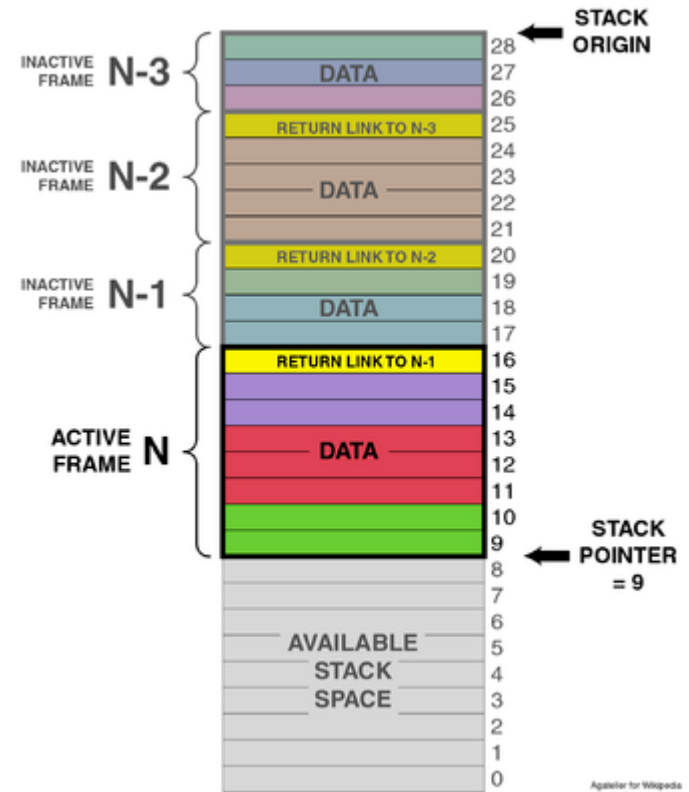 STACK
ORIGIN
28
INACTIVE
FRAME N-3
DATA
27
26
RETURN LINK TO N-3
25
24
INACTIVE
FRAME N-2
DATA
23
22
21
RETURN LINK TO N-2
20
19
INACTIVE
FRAME N-1
DATA
18
17
RETURN LINK TO N-1
16
15
14
ACTIVE
FRAME N
DATA
13
12
11
10
9
STACK
POINTER
= 9
8
7
6
AVAILABLE
STACK
SPACE
5
4
3
2
1
0
Agateller for Wikipedia